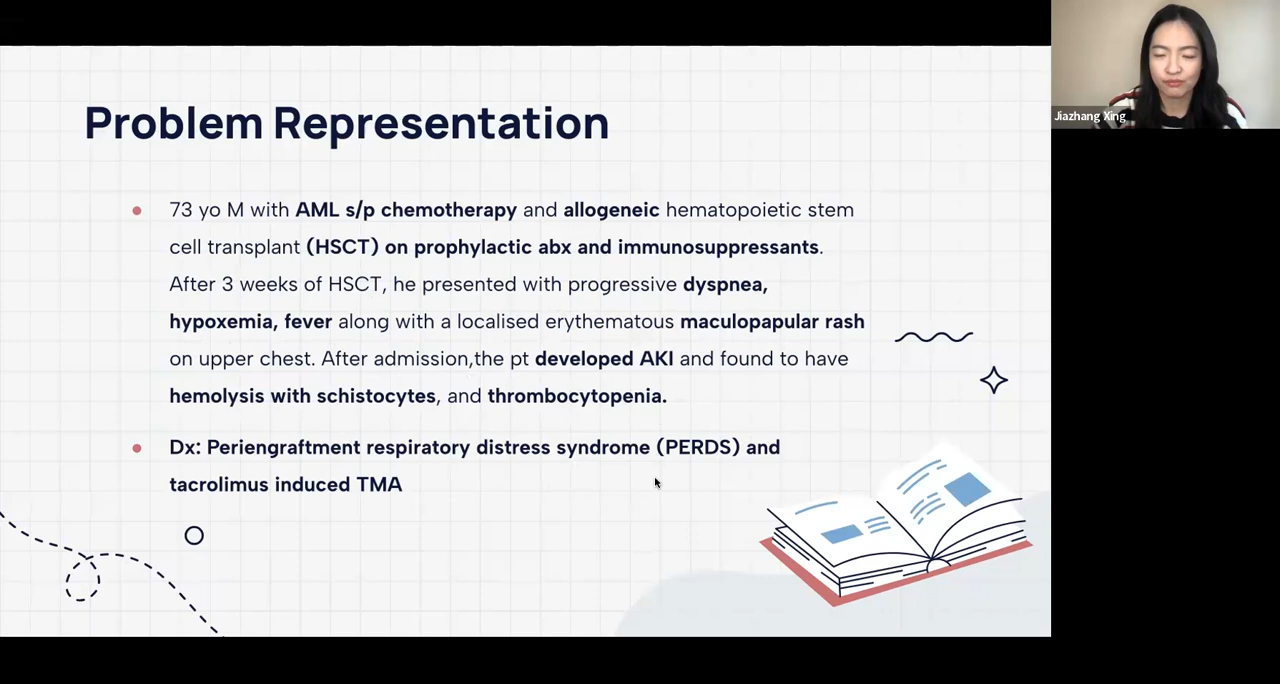 Problem Representation
73 yo M with AML s/p chemotherapy and allogeneic hematopoietic stem
cell transplant (HSCT) on prophylactic abx and immunosuppressants.
After 3 weeks of HSCT, he presented with progressive dyspnea,
hypoxemia, fever along with a localised erythematous maculopapular rash
on upper chest. After admission,the pt developed AKI and found to have
hemolysis with schistocytes, and thrombocytopenia.
Dx: Periengraftment respiratory distress syndrome (PERDS) and
tacrolimus induced TMA
Jiazhang Xing